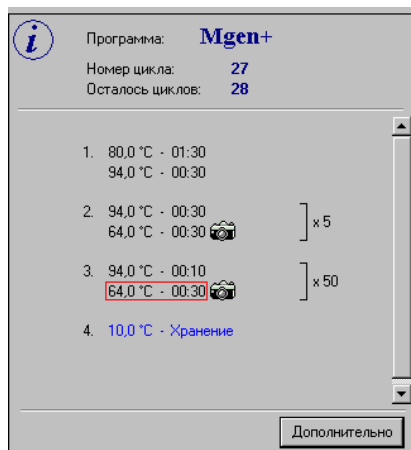 Программа: Mgen+
Номер цикла: 27
Осталось циклов: 28
1. 80,0 °C - 01:30
94,0 °C - 00:30
2. 94,0 °C - 00:30
64,0 °C - 00:30
x 5
3. 94,0 °C - 00:10
64,0 °C - 00:30
x 50
4. 10,0 °C - Хранение
Дополнительно